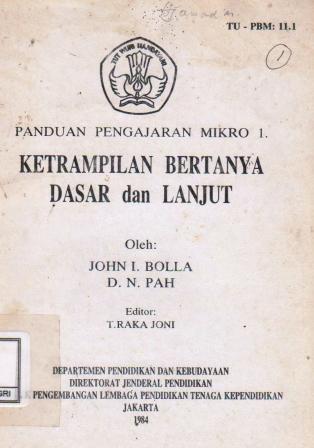 TU - PBM: 11.1
1
TUT WURI HANDAYANI
PANDUAN PENGAJARAN MIKRO 1.
KETRAMPILAN BERTANYA
DASAR dan LANJUT
Oleh:
JOHN I. BOLLA
D. N. PAH
Editor:
T.RAKA JONI
DEPARTEMEN PENDIDIKAN DAN KEBUDAYAAN
DIREKTORAT JENDERAL PENDIDIKAN
PENGEMBANGAN LEMBAGA PENDIDIKAN TENAGA KEPENDIDIKAN
JAKARTA
1984
GRI